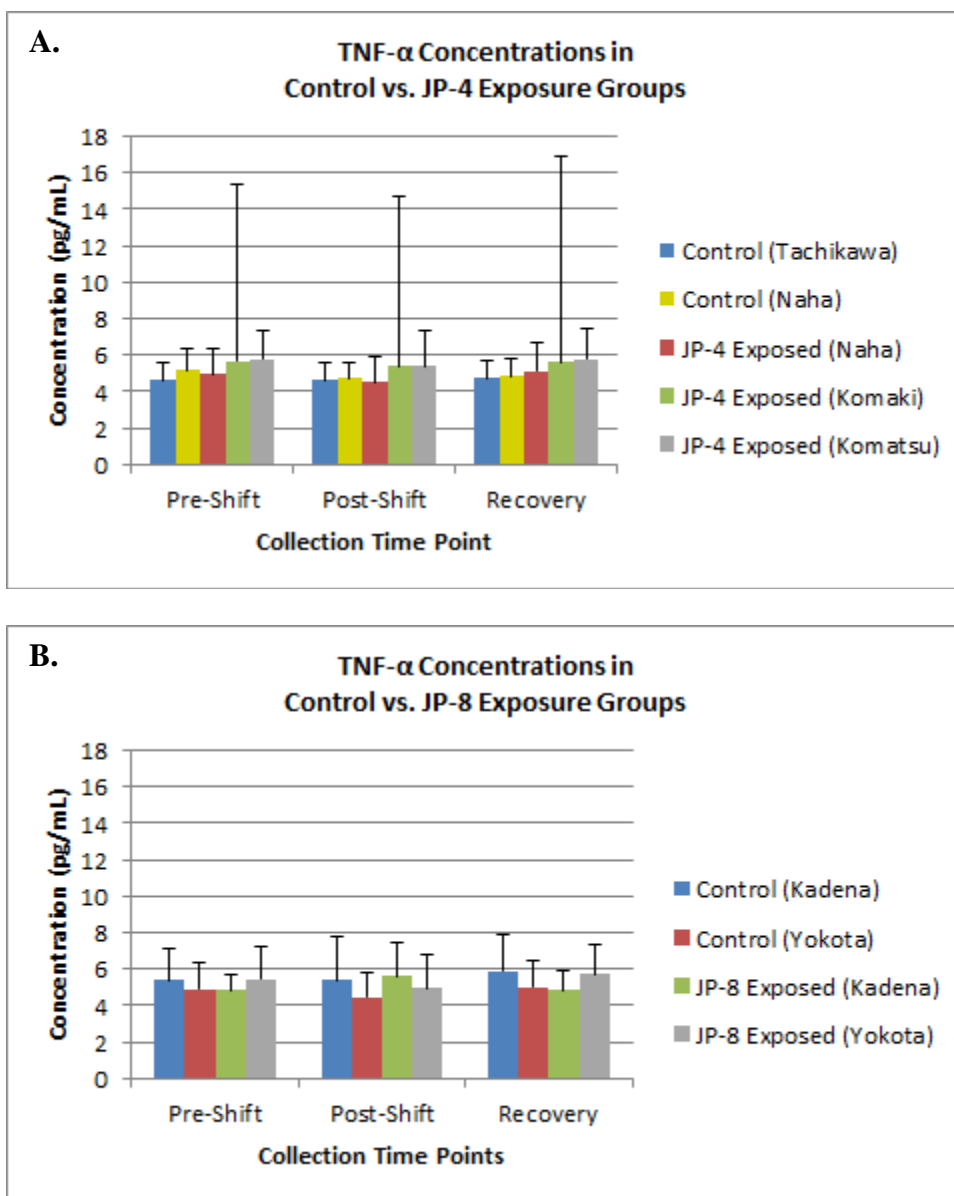 A.
TNF-α Concentrations in
Control vs. JP-4 Exposure Groups
Concentration (pg/mL)
18
16
14
12
10
8
6
4
2
0
Pre-Shift Post-Shift Recovery
Collection Time Point
Control (Tachikawa)
Control (Naha)
JP-4 Exposed (Naha)
JP-4 Exposed (Komaki)
JP-4 Exposed (Komatsu)
B.
TNF-α Concentrations in
Control vs. JP-8 Exposure Groups
Concentration (pg/mL)
18
16
14
12
10
8
6
4
2
0
Pre-Shift Post-Shift Recovery
Collection Time Points
Control (Kadena)
Control (Yokota)
JP-8 Exposed (Kadena)
JP-8 Exposed (Yokota)